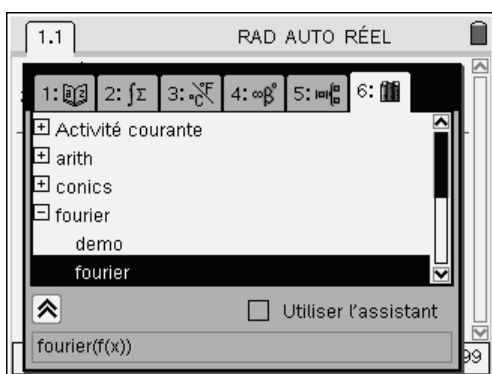 1.1 RAD AUTO RÉEL
1: 2: ∫Σ 3: °C°F 4: ∞β° 5: 6:
Activité courante
arith
conics
fourier
demo
fourier
Utiliser l'assistant
fourier(f(x))
99